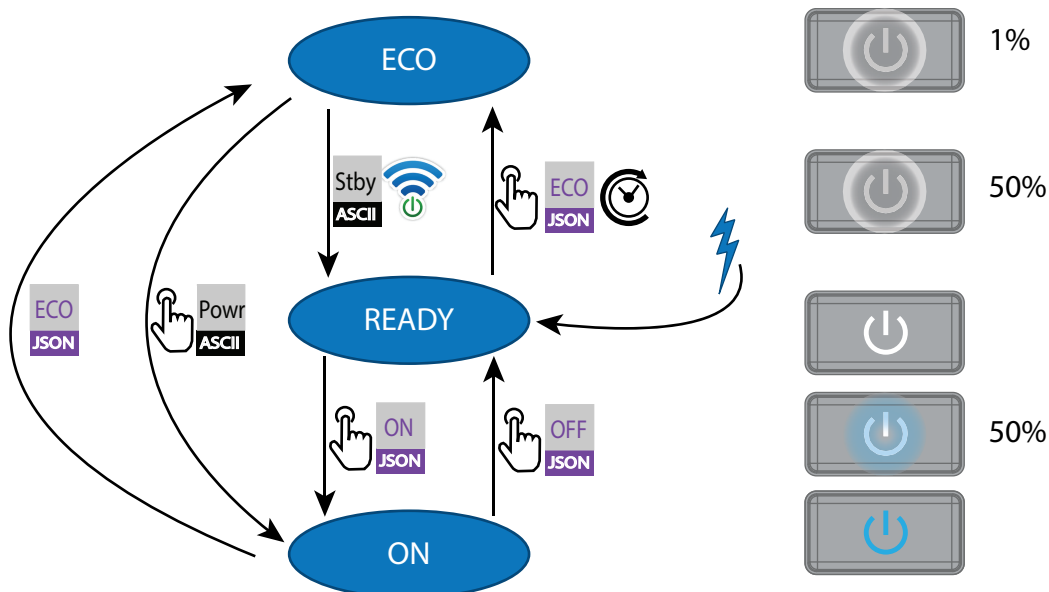 ECO
1%
Stby
ASCII
ECO
JSON
50%
ECO
JSON
Powr
ASCII
READY
ON
JSON
OFF
JSON
50%
ON